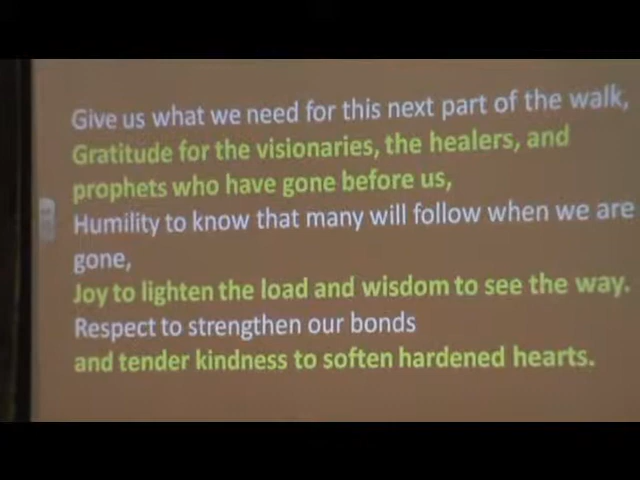 Give us what we need for this next part of the walk,
Gratitude for the visionaries, the healers, and
prophets who have gone before us,
Humility to know that many will follow when we are
gone,
Joy to lighten the load and wisdom to see the way.
Respect to strengthen our bonds
and tender kindness to soften hardened hearts.